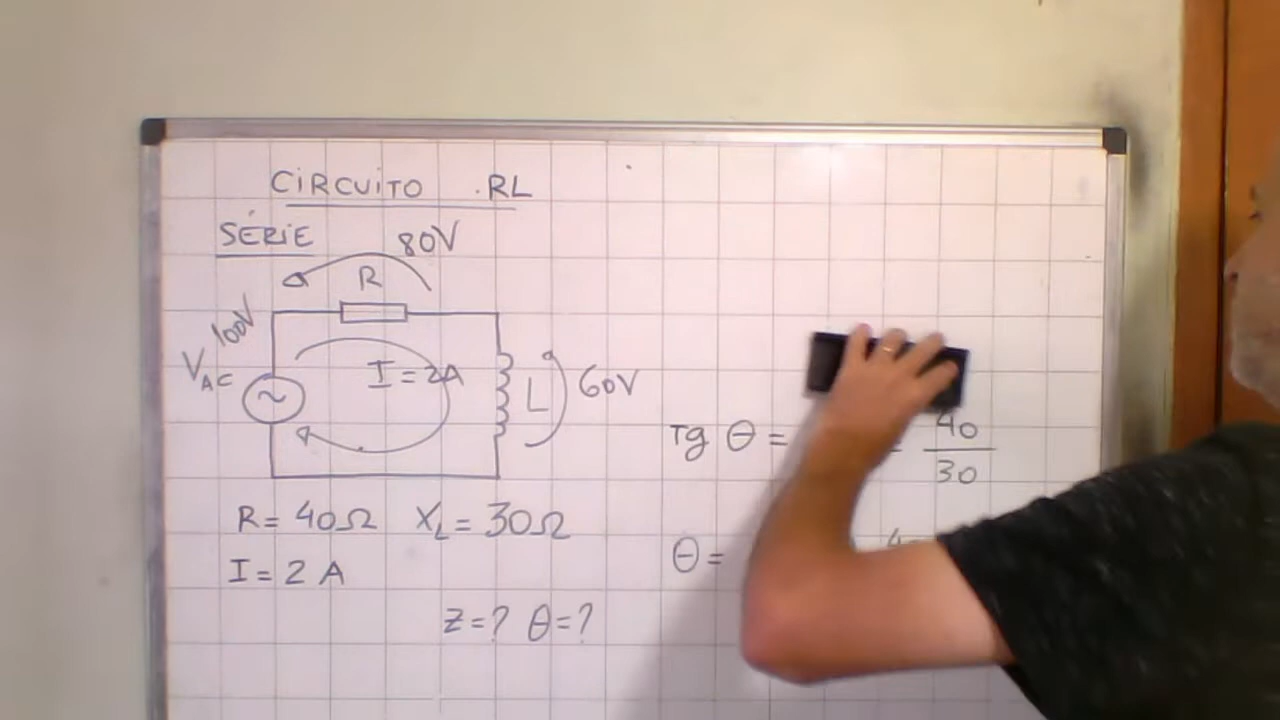 CIRCUITO RL
SÉRIE
80V
R
100V
VAC
I = 2A
L
60V
R = 40Ω XL = 30Ω
I = 2 A
Z = ? θ = ?
Tg θ = = 40/30
θ =